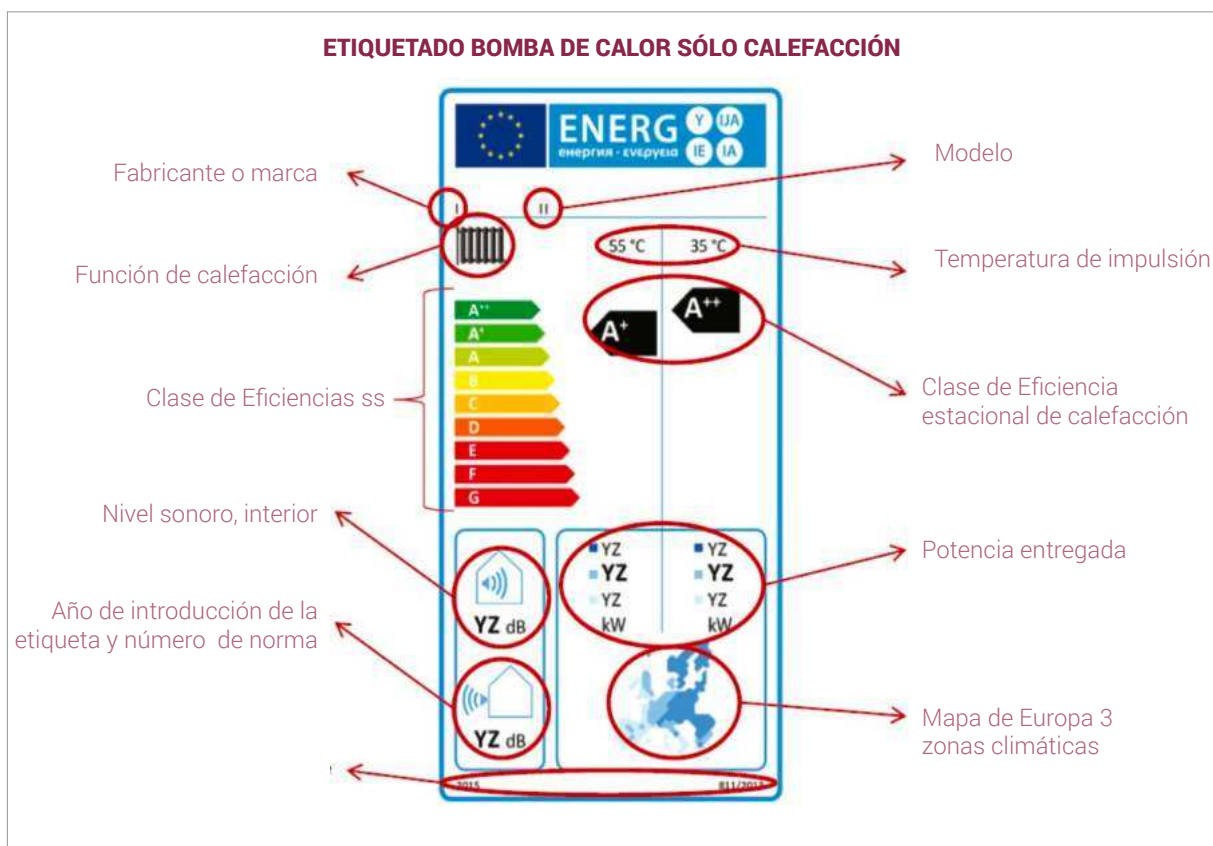 ETIQUETADO BOMBA DE CALOR SÓLO CALEFACCIÓN
ENERG Y IJA
енергия · ενεργεια IE IA
Fabricante o marca
Modelo
I II
55 °C 35 °C
Temperatura de impulsión
Función de calefacción
A++
A+
A
B
C
D
E
F
G
A+
A++
Clase de Eficiencias ss
Clase de Eficiencia
estacional de calefacción
Nivel sonoro, interior
YZ dB
YZ YZ
YZ YZ
YZ YZ
kW kW
Potencia entregada
Año de introducción de la
etiqueta y número de norma
YZ dB
Mapa de Europa 3
zonas climáticas
2015 811/2013